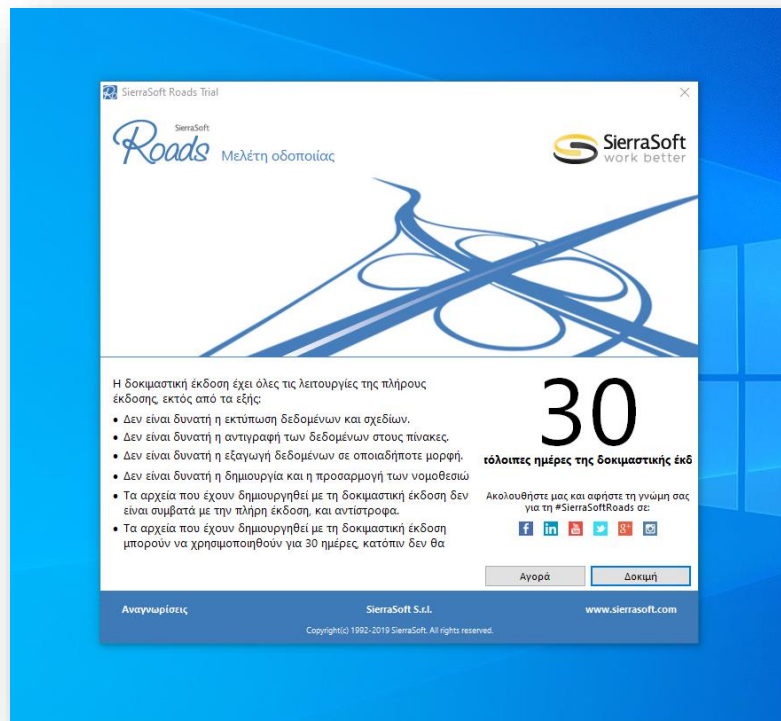 SierraSoft Roads Trial
SierraSoft
Roads Μελέτη οδοποιίας
SierraSoft
work better
Η δοκιμαστική έκδοση έχει όλες τις λειτουργίες της πλήρους
έκδοσης, εκτός από τα εξής:
• Δεν είναι δυνατή η εκτύπωση δεδομένων και σχεδίων.
• Δεν είναι δυνατή η αντιγραφή των δεδομένων στους πίνακες.
• Δεν είναι δυνατή η εξαγωγή δεδομένων σε οποιαδήποτε μορφή.
• Δεν είναι δυνατή η δημιουργία και η προσαρμογή των νομοθεσιώ
• Τα αρχεία που έχουν δημιουργηθεί με τη δοκιμαστική έκδοση δεν
είναι συμβατά με την πλήρη έκδοση, και αντίστροφα.
• Τα αρχεία που έχουν δημιουργηθεί με τη δοκιμαστική έκδοση
μπορούν να χρησιμοποιηθούν για 30 ημέρες, κατόπιν δεν θα
30
τόλοιπες ημέρες της δοκιμαστικής έκδ
Ακολουθήστε μας και αφήστε τη γνώμη σας
για τη #SierraSoftRoads σε:
Αγορά
Δοκιμή
Αναγνωρίσεις
SierraSoft S.r.l.
www.sierrasoft.com
Copyright(c) 1992-2019 SierraSoft. All rights reserved.